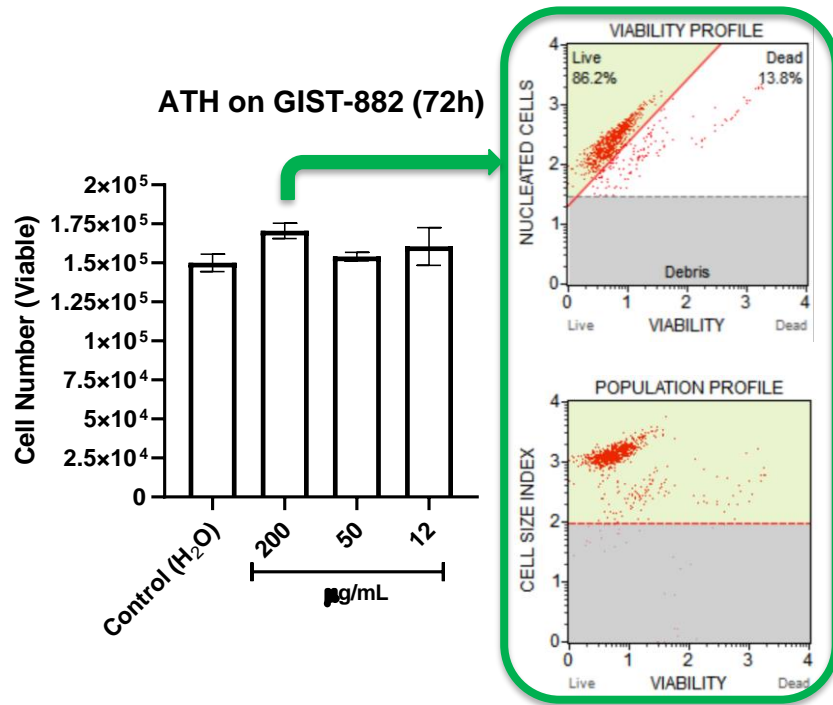 ATH on GIST-882 (72h)
Cell Number (Viable)
2×10⁵
1.75×10⁵
1.5×10⁵
1.25×10⁵
1×10⁵
7.5×10⁴
5×10⁴
2.5×10⁴
0
Control (H₂O)
200
50
12
µg/mL
VIABILITY PROFILE
NUCLEATED CELLS
4
3
2
1
0
Live
86.2%
Dead
13.8%
Debris
0 1 2 3 4
Live VIABILITY Dead
POPULATION PROFILE
CELL SIZE INDEX
4
3
2
1
0
0 1 2 3 4
Live VIABILITY Dead